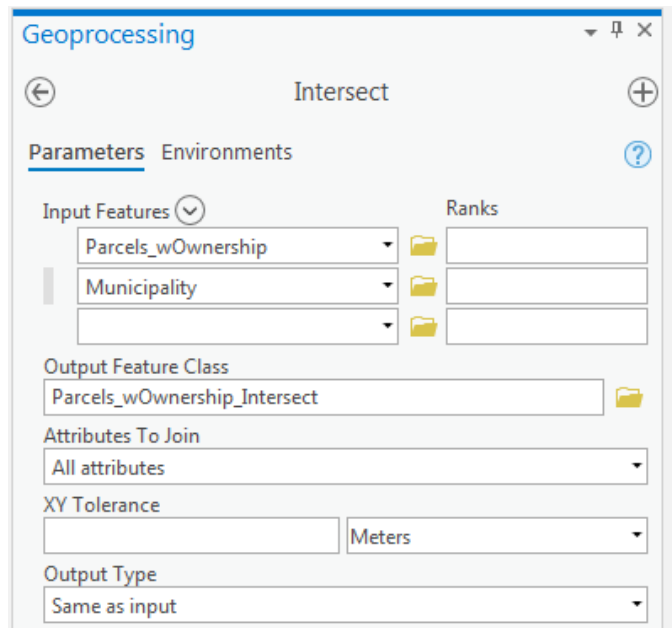 Geoprocessing
Intersect
Parameters Environments
Input Features Ranks
Parcels_wOwnership
Municipality
Output Feature Class
Parcels_wOwnership_Intersect
Attributes To Join
All attributes
XY Tolerance
Meters
Output Type
Same as input